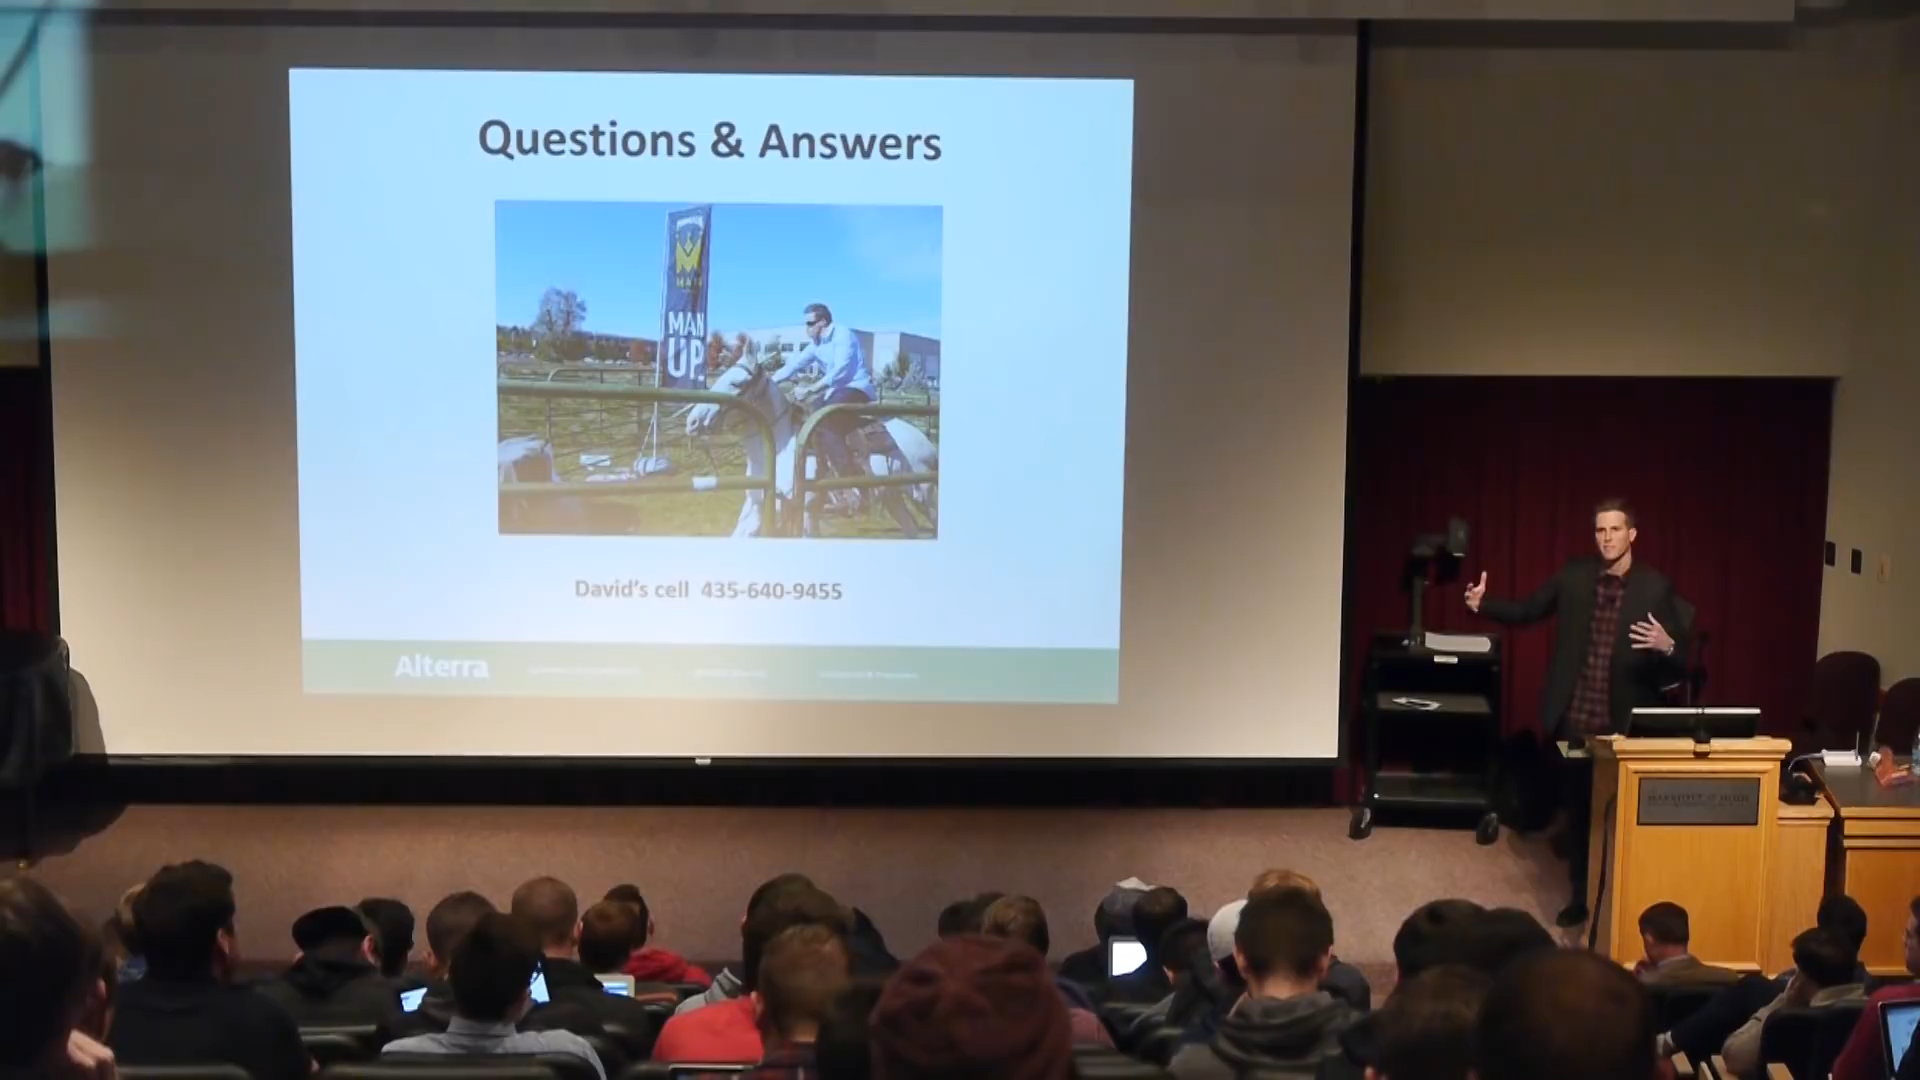 Questions & Answers
M
MAN
UP.
David's cell 435-640-9455
Alterra